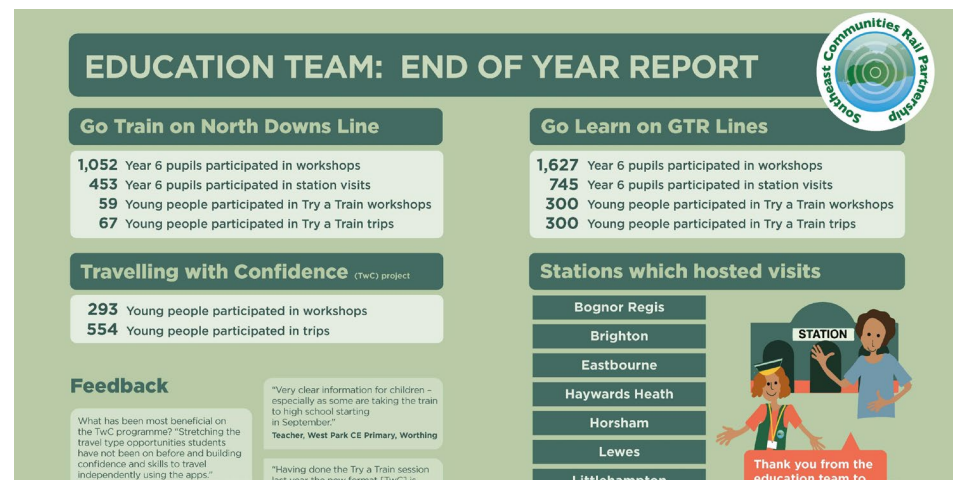 EDUCATION TEAM: END OF YEAR REPORT
Southeast Communities Rail Partnership
Go Train on North Downs Line
1,052 Year 6 pupils participated in workshops
453 Year 6 pupils participated in station visits
59 Young people participated in Try a Train workshops
67 Young people participated in Try a Train trips
Go Learn on GTR Lines
1,627 Year 6 pupils participated in workshops
745 Year 6 pupils participated in station visits
300 Young people participated in Try a Train workshops
300 Young people participated in Try a Train trips
Travelling with Confidence (TwC) project
293 Young people participated in workshops
554 Young people participated in trips
Feedback
What has been most beneficial on
the TwC programme? "Stretching the
travel type opportunities students
have not been on before and building
confidence and skills to travel
independently using the apps."
"Very clear information for children –
especially as some are taking the train
to high school starting
in September."
Teacher, West Park CE Primary, Worthing
"Having done the Try a Train session
last year the new format [TwC] is
Stations which hosted visits
Bognor Regis
Brighton
Eastbourne
Haywards Heath
Horsham
Lewes
Littlehampton
STATION
Thank you from the
education team to